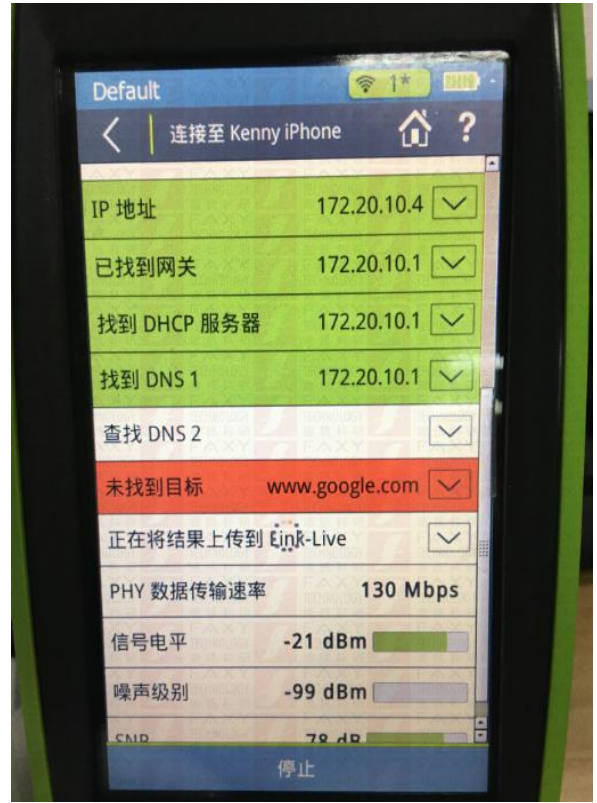 Default 1*
连接至 Kenny iPhone ?
IP 地址 172.20.10.4
已找到网关 172.20.10.1
找到 DHCP 服务器 172.20.10.1
找到 DNS 1 172.20.10.1
查找 DNS 2
未找到目标 www.google.com
正在将结果上传到 Link-Live
PHY 数据传输速率 130 Mbps
信号电平 -21 dBm
噪声级别 -99 dBm
SNR 78 dB
停止